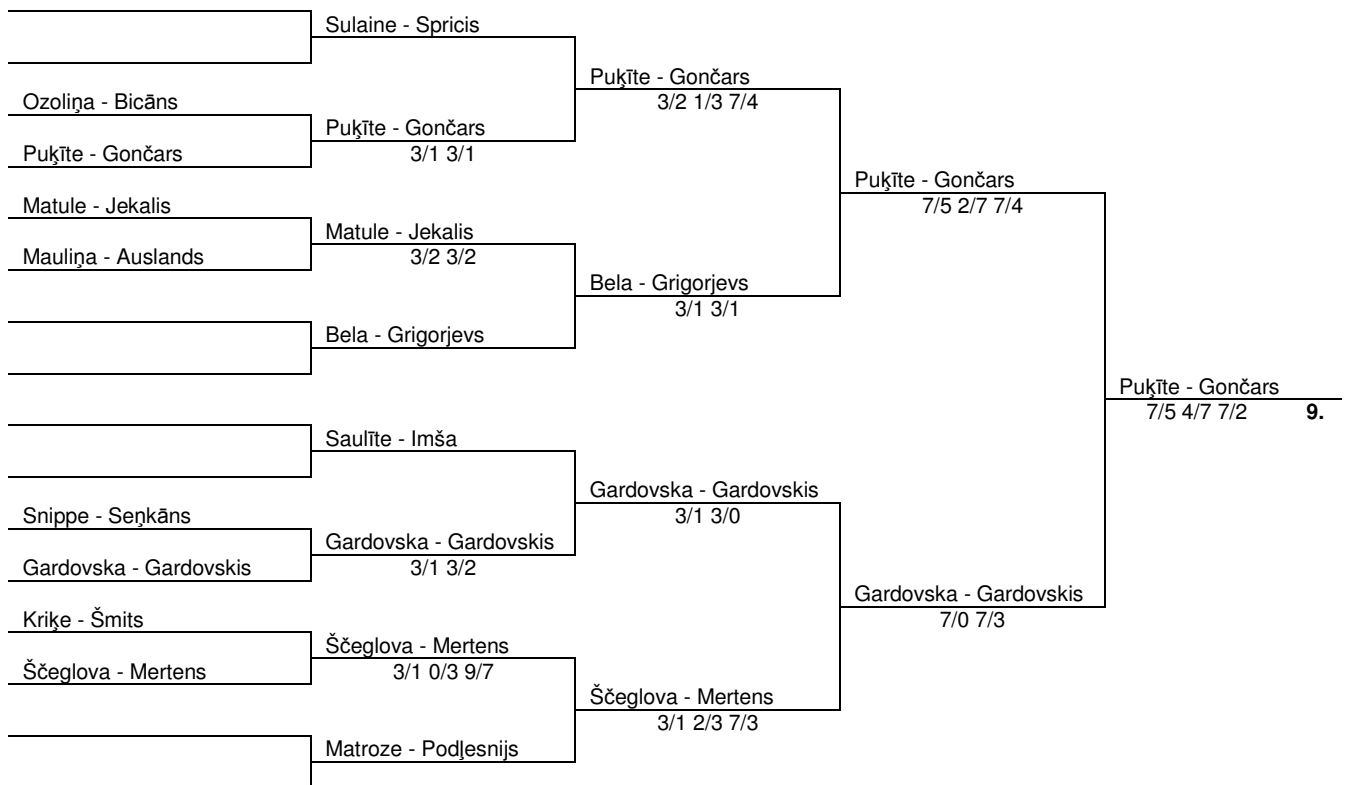 Sulaine - Spricis
Puķīte - Gončars
3/2 1/3 7/4
Ozoliņa - Bicāns
Puķīte - Gončars
3/1 3/1
Puķīte - Gončars
Puķīte - Gončars
7/5 2/7 7/4
Matule - Jekalis
Matule - Jekalis
3/2 3/2
Mauliņa - Auslands
Bela - Grigorjevs
3/1 3/1
Bela - Grigorjevs
Puķīte - Gončars
7/5 4/7 7/2 9.
Saulīte - Imša
Gardovska - Gardovskis
3/1 3/0
Snippe - Seņkāns
Gardovska - Gardovskis
3/1 3/2
Gardovska - Gardovskis
Gardovska - Gardovskis
7/0 7/3
Kriķe - Šmits
Ščeglova - Mertens
3/1 0/3 9/7
Ščeglova - Mertens
Ščeglova - Mertens
3/1 2/3 7/3
Matroze - Podļesnijs